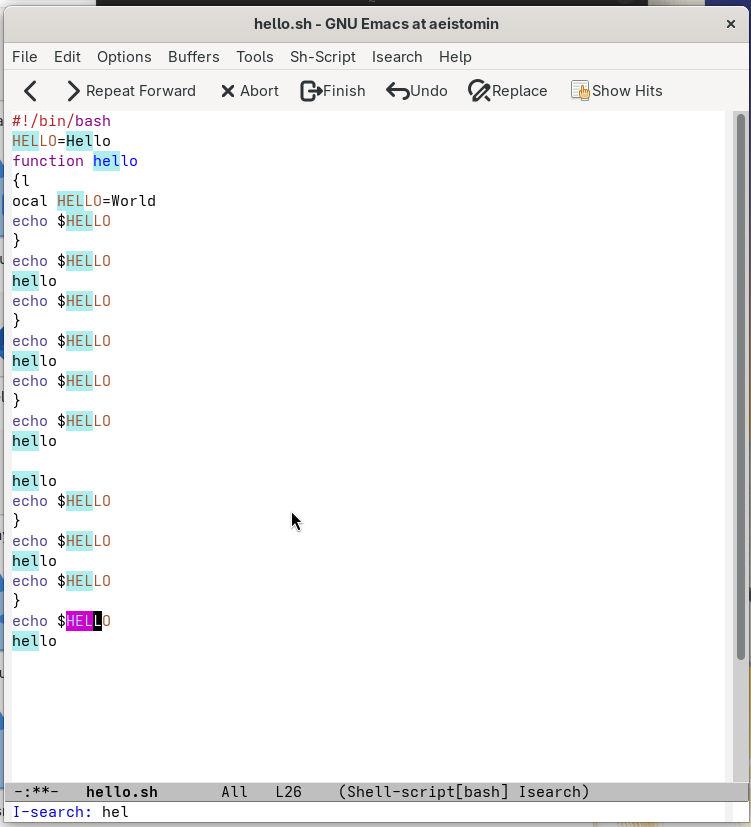 hello.sh - GNU Emacs at aeistomin ×
File Edit Options Buffers Tools Sh-Script Isearch Help
Repeat Forward Abort Finish Undo Replace Show Hits
#!/bin/bash
HELLO=Hello
function hello
{l
ocal HELLO=World
echo $HELLO
}
echo $HELLO
hello
echo $HELLO
}
echo $HELLO
hello
echo $HELLO
}
echo $HELLO
hello
hello
echo $HELLO
}
echo $HELLO
hello
echo $HELLO
}
echo $HELLO
hello
-:**- hello.sh All L26 (Shell-script[bash] Isearch)
I-search: hel